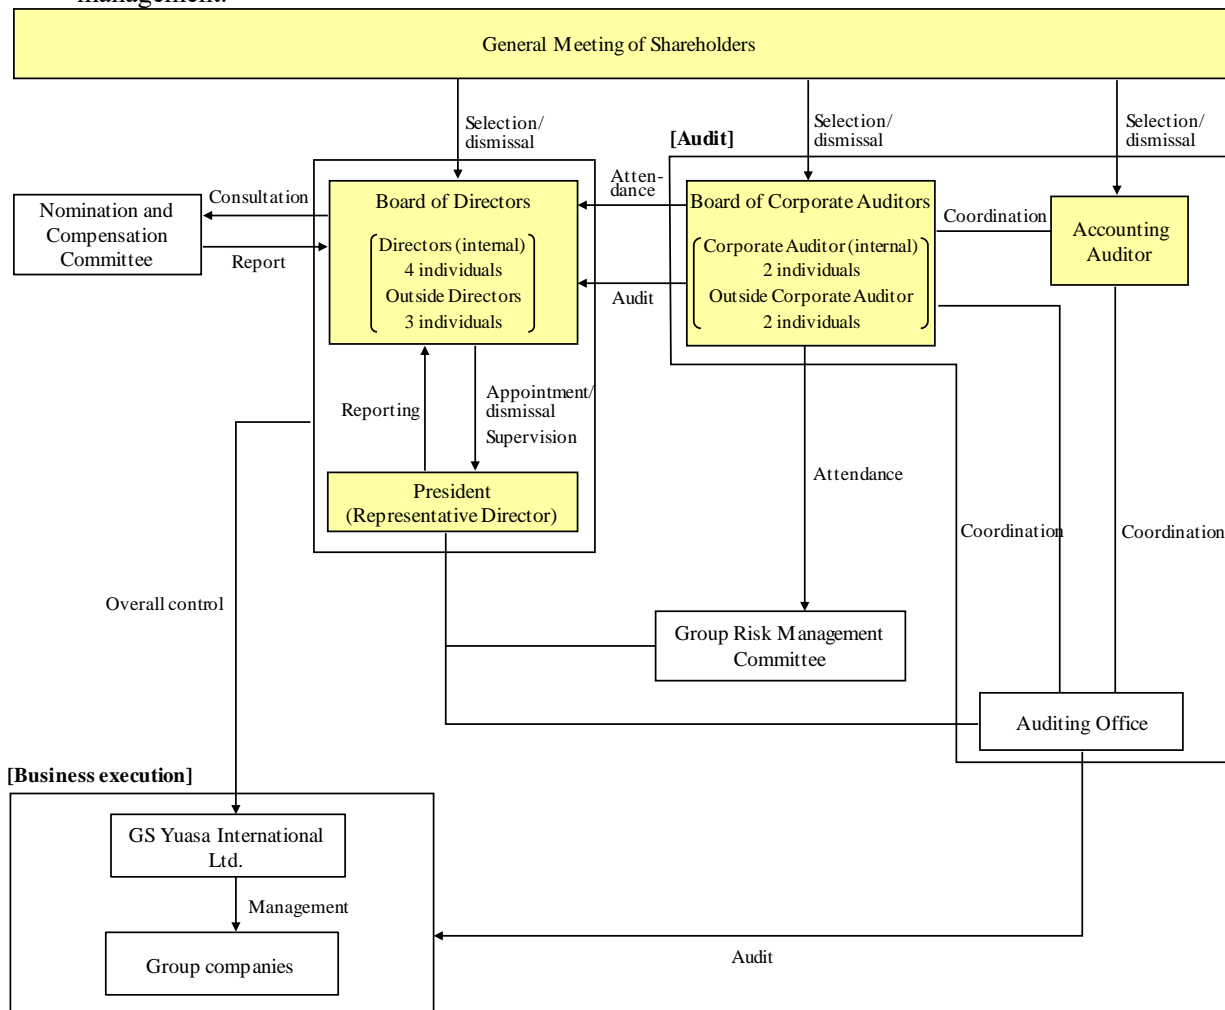 management.
General Meeting of Shareholders
Selection/
dismissal
Selection/
dismissal
Selection/
dismissal
[Audit]
Consultation
Nomination and
Compensation
Committee
Report
Board of Directors
Directors (internal)
4 individuals
Outside Directors
3 individuals
Atten-
dance
Audit
Board of Corporate Auditors
Corporate Auditor (internal)
2 individuals
Outside Corporate Auditor
2 individuals
Coordination
Accounting
Auditor
Reporting
Appointment/
dismissal
Supervision
President
(Representative Director)
Attendance
Coordination
Coordination
Overall control
Group Risk Management
Committee
Auditing Office
[Business execution]
GS Yuasa International
Ltd.
Management
Group companies
Audit